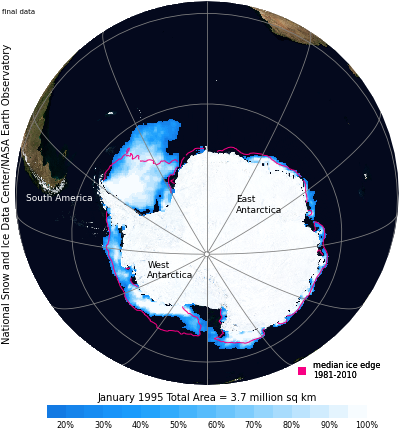 final data
National Snow and Ice Data Center/NASA Earth Observatory
South America
East
Antarctica
West
Antarctica
median ice edge
1981-2010
January 1995 Total Area = 3.7 million sq km
20% 30% 40% 50% 60% 70% 80% 90% 100%